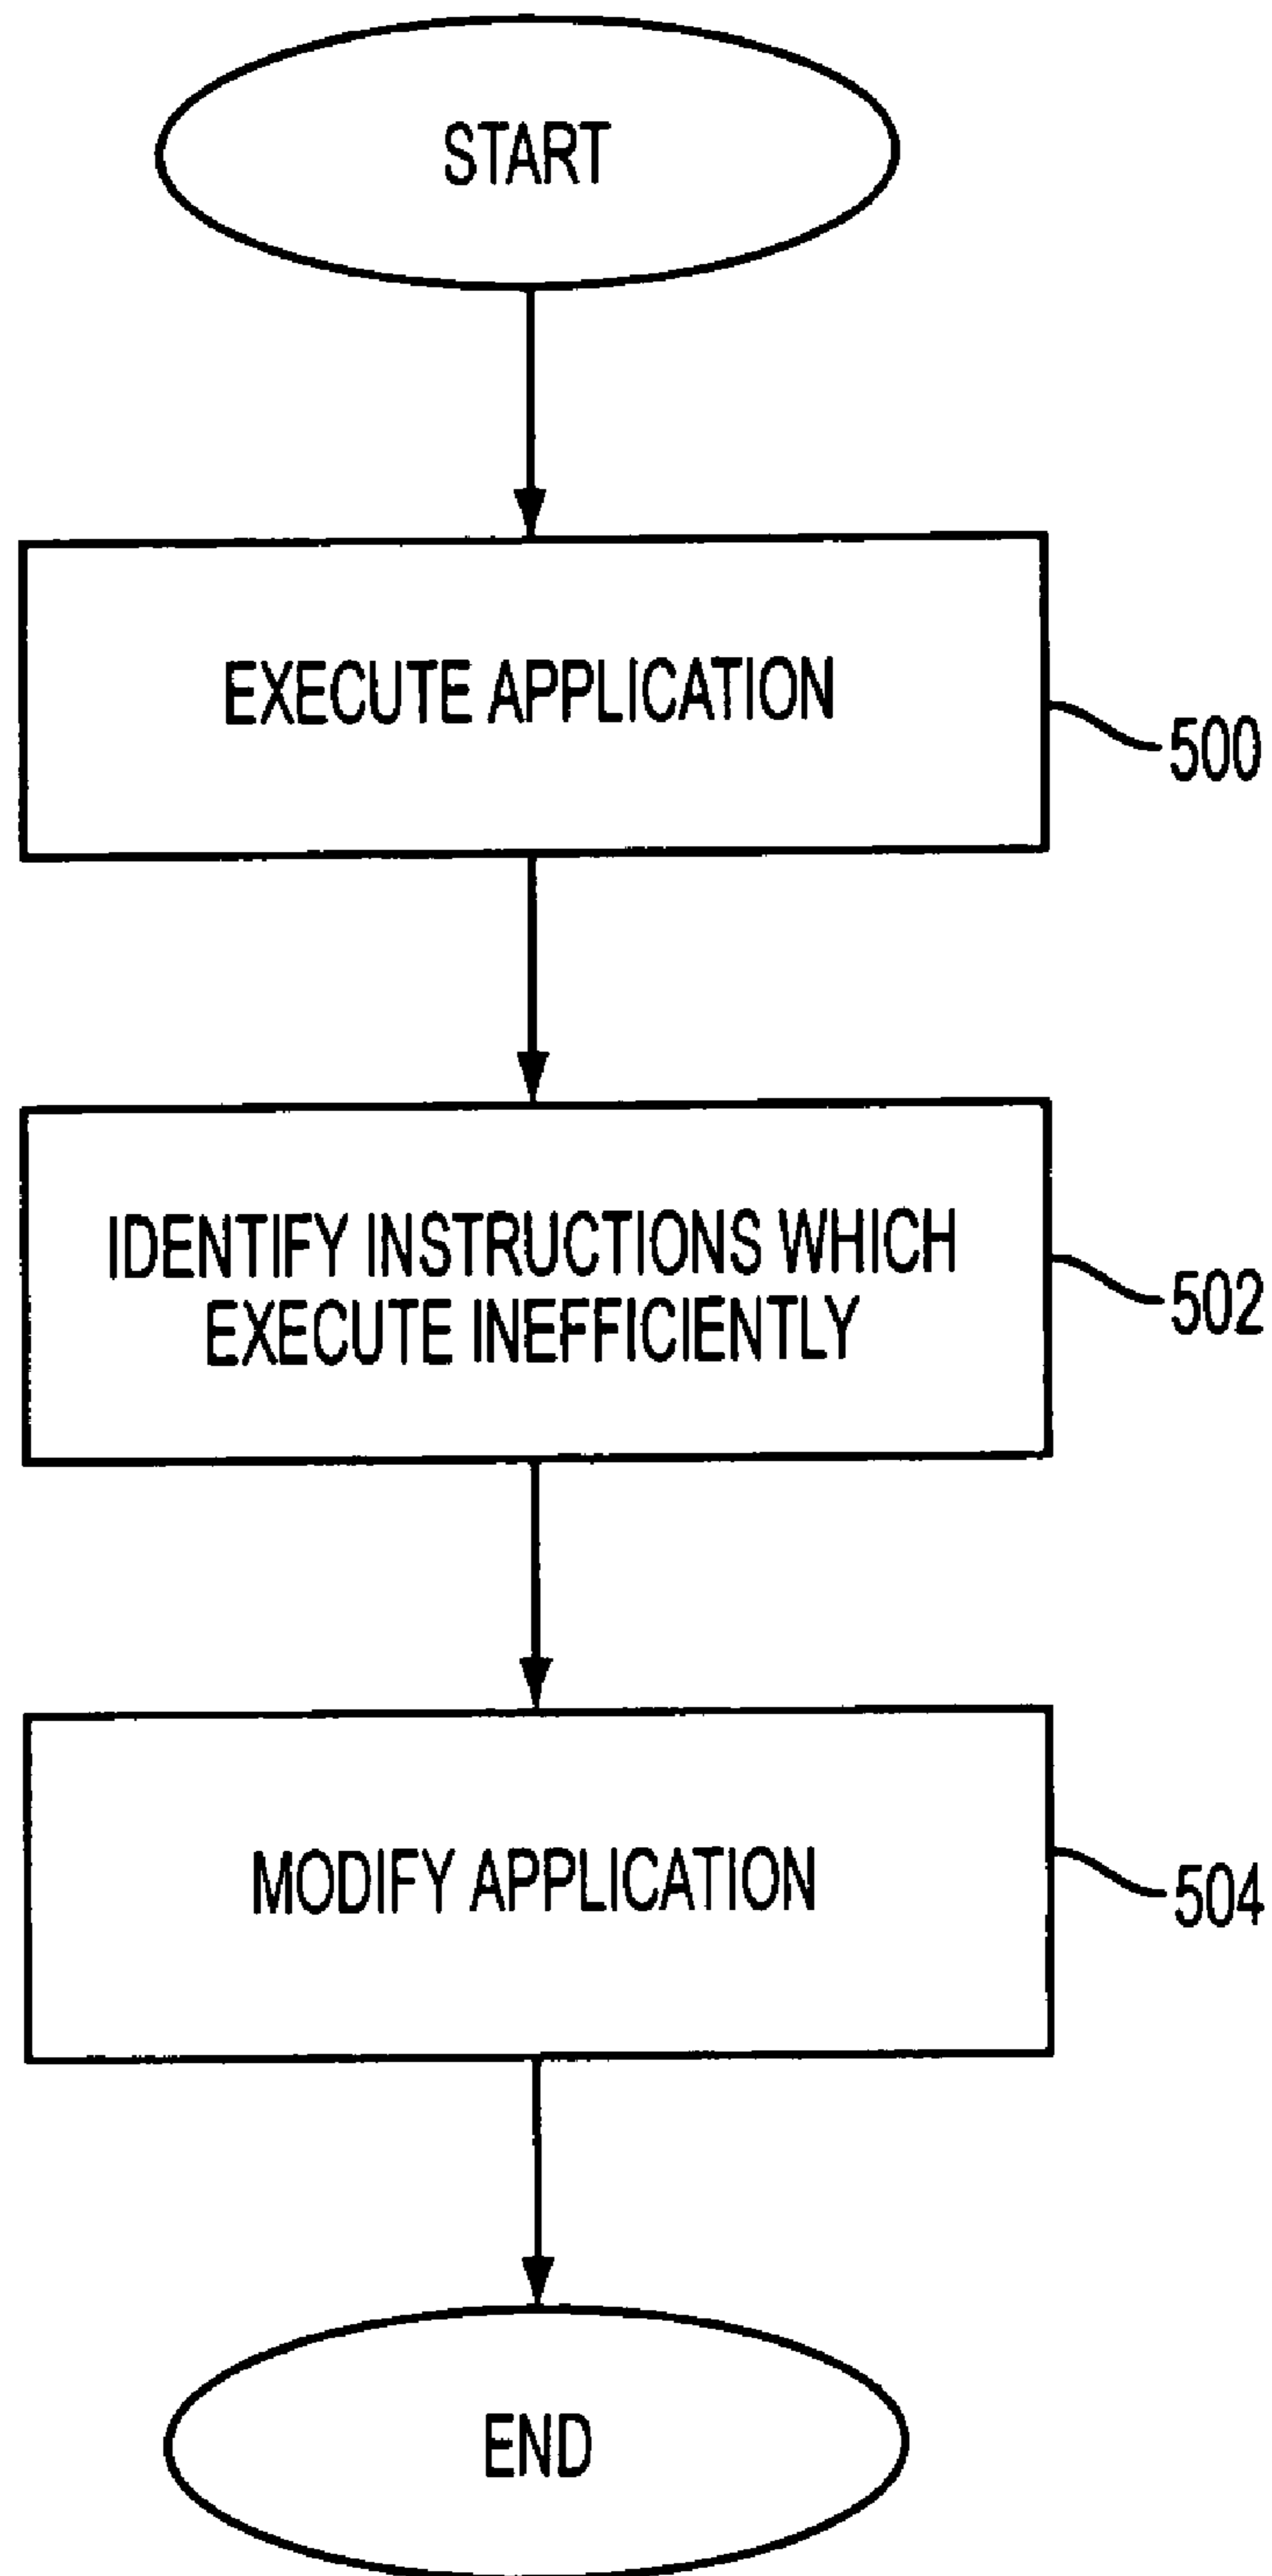 START
EXECUTE APPLICATION
500
IDENTIFY INSTRUCTIONS WHICH
EXECUTE INEFFICIENTLY
502
MODIFY APPLICATION
504
END